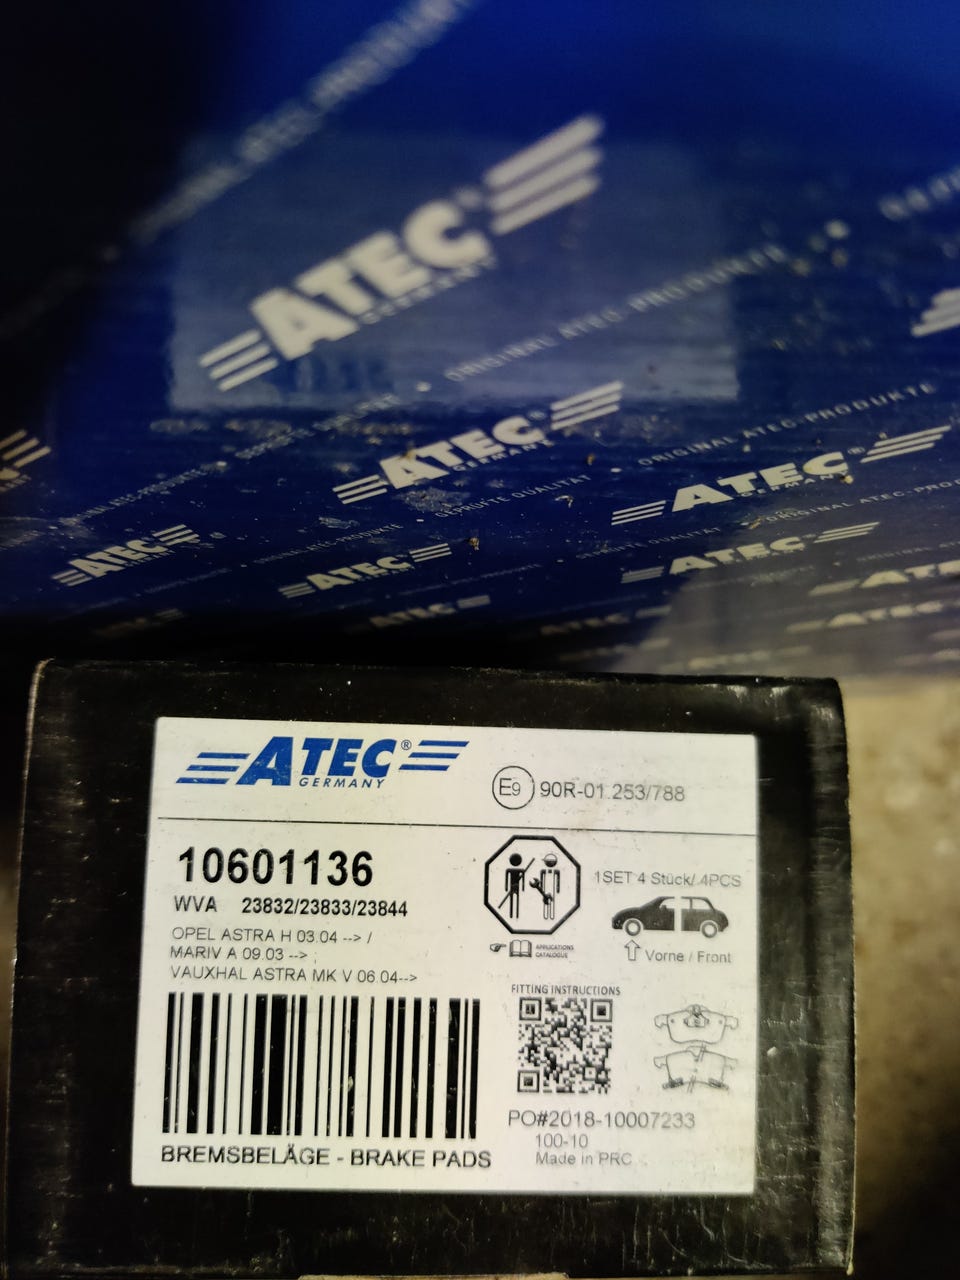 ATEC®
GERMANY
ORIGINAL ATEC-PRODUKTE
ATEC®
GERMANY
ORIGINAL ATEC-PRODUKTE
GEPRÜFTE QUALITÄT
ATEC®
GERMANY
ATEC
ATEC
ATEC
ATEC
ATEC® GERMANY
E9 90R-01.253/788
10601136
WVA 23832/23833/23844
OPEL ASTRA H 03.04 --> /
MARIV A 09.03 -->
VAUXHAL ASTRA MK V 06.04-->
1SET 4 Stück/ 4PCS
APPLICATIONS
CATALOGUE
Vorne / Front
FITTING INSTRUCTIONS
PO#2018-10007233
100-10
Made in PRC
BREMSBELÄGE - BRAKE PADS